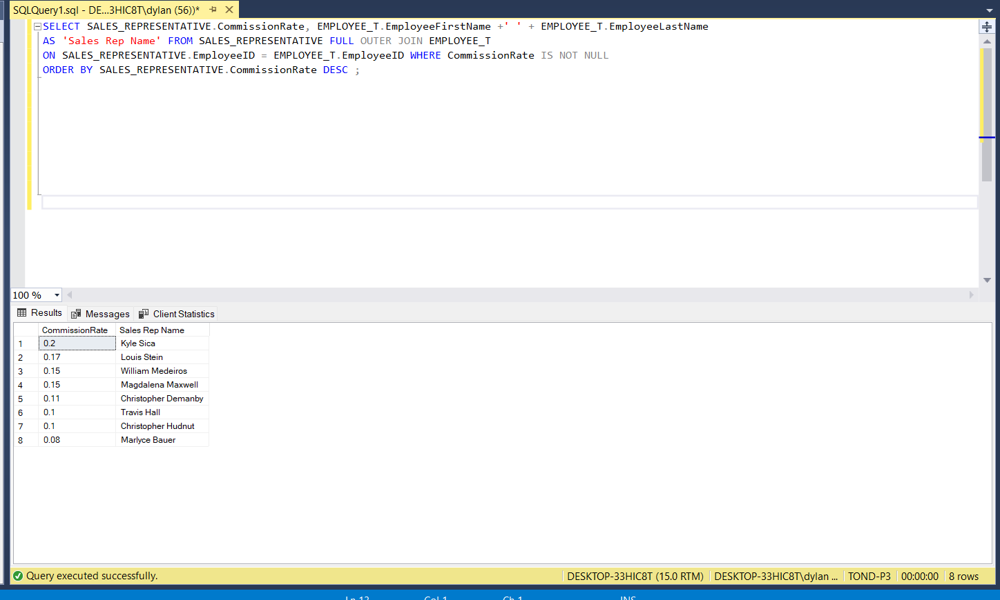 SQLQuery1.sql - DE...3HIC8T\dylan (56))*
SELECT SALES_REPRESENTATIVE.CommissionRate, EMPLOYEE_T.EmployeeFirstName +' ' + EMPLOYEE_T.EmployeeLastName
AS 'Sales Rep Name' FROM SALES_REPRESENTATIVE FULL OUTER JOIN EMPLOYEE_T
ON SALES_REPRESENTATIVE.EmployeeID = EMPLOYEE_T.EmployeeID WHERE CommissionRate IS NOT NULL
ORDER BY SALES_REPRESENTATIVE.CommissionRate DESC ;
100 %
Results Messages Client Statistics
CommissionRate Sales Rep Name
1 0.2 Kyle Sica
2 0.17 Louis Stein
3 0.15 William Medeiros
4 0.15 Magdalena Maxwell
5 0.11 Christopher Demanby
6 0.1 Travis Hall
7 0.1 Christopher Hudnut
8 0.08 Marlyce Bauer
Query executed successfully. DESKTOP-33HIC8T (15.0 RTM) DESKTOP-33HIC8T\dylan ... TOND-P3 00:00:00 8 rows
Col 1 Ch 1 INS